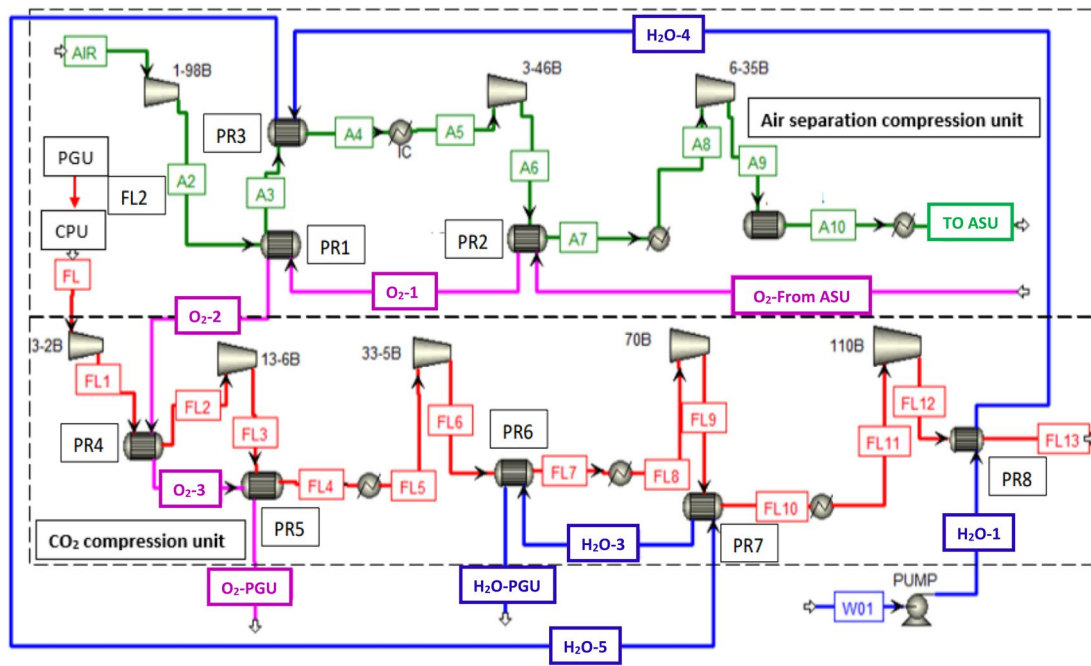 H₂O-4
AIR
1-98B
3-46B
6-35B
Air separation compression unit
PR3
A4
IC
A5
A8
A9
PGU
FL2
A2
A3
A6
CPU
PR1
PR2
A7
A10
TO ASU
FL
O₂-1
O₂-From ASU
O₂-2
3-2B
13-6B
33-5B
70B
110B
FL1
FL2
FL3
FL6
FL9
FL12
PR4
PR6
FL11
FL13
O₂-3
FL4
FL5
FL7
FL8
PR8
PR5
FL10
CO₂ compression unit
H₂O-3
PR7
H₂O-1
O₂-PGU
H₂O-PGU
PUMP
W01
H₂O-5